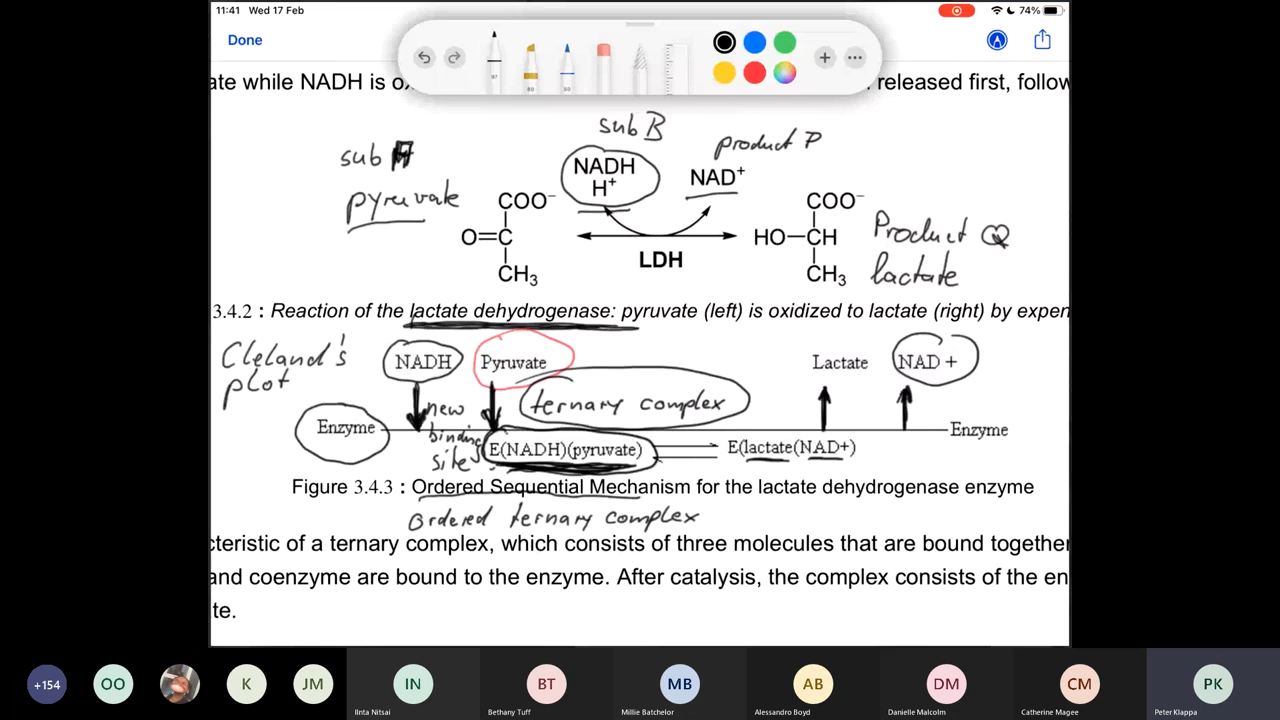 11:41 Wed 17 Feb
74%
Done
97
80
50
ate while NADH is o
released first, follow
sub B
product P
sub A
pyruvate
NADH
H+
NAD+
COO−
COO−
O=C
HO—CH
LDH
CH3
CH3
Product Q
lactate
3.4.2 : Reaction of the lactate dehydrogenase: pyruvate (left) is oxidized to lactate (right) by expen
Cleland's
plot
NADH
Pyruvate
Lactate
NAD +
ternary complex
new
binding
site
Enzyme
Enzyme
E(NADH)(pyruvate)
E(lactate(NAD+)
Figure 3.4.3 : Ordered Sequential Mechanism for the lactate dehydrogenase enzyme
ordered ternary complex
cteristic of a ternary complex, which consists of three molecules that are bound together
and coenzyme are bound to the enzyme. After catalysis, the complex consists of the en
te.
+154
OO
K
JM
IN
BT
MB
AB
DM
CM
PK
Ilnta Nitsai
Bethany Tuff
Millie Batchelor
Alessandro Boyd
Danielle Malcolm
Catherine Magee
Peter Klappa